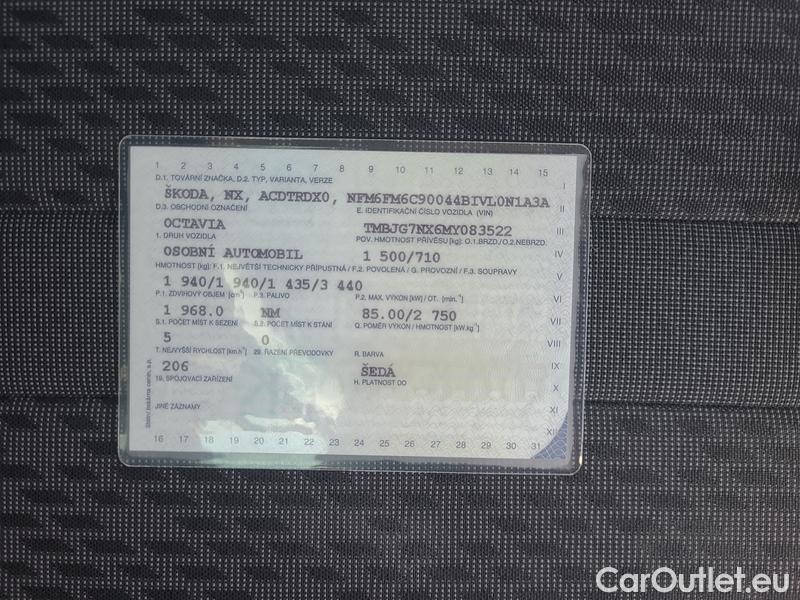 1 2 3 4 5 6 7 8 9 10 11 12 13 14 15
D.1. TOVÁRNÍ ZNAČKA, D.2. TYP, VARIANTA, VERZE
I
ŠKODA, NX, ACDTRDX0, NFM6FM6C90044BIVL0N1A3A
D.3. OBCHODNÍ OZNAČENÍ E. IDENTIFIKAČNÍ ČÍSLO VOZIDLA (VIN)
II
OCTAVIA TMBJG7NX6MY083522
III
1. DRUH VOZIDLA POV. HMOTNOST PŘÍVĚSU [kg]: O.1.BRZD./O.2.NEBRZD.
OSOBNÍ AUTOMOBIL 1 500/710
IV
HMOTNOST [kg]: F.1. NEJVĚTŠÍ TECHNICKY PŘÍPUSTNÁ / F.2. POVOLENÁ / G. PROVOZNÍ / F.3. SOUPRAVY
V
1 940/1 940/1 435/3 440
P.1. ZDVIHOVÝ OBJEM [cm³] P.3. PALIVO P.2. MAX. VÝKON [kW] / OT. [min.⁻¹]
VI
1 968.0 NM 85.00/2 750
VII
S.1. POČET MÍST K SEZENÍ S.2. POČET MÍST K STÁNÍ Q. POMĚR VÝKON / HMOTNOST [kW.kg⁻¹]
5 0
VIII
T. NEJVYŠŠÍ RYCHLOST [km.h⁻¹] 29. ŘAZENÍ PŘEVODOVKY R. BARVA
206 ŠEDÁ
IX
19. SPOJOVACÍ ZAŘÍZENÍ H. PLATNOST DO
X
JINÉ ZÁZNAMY
XI
XII
16 17 18 19 20 21 22 23 24 25 26 27 28 29 30 31
Státní tiskárna cenin, s.p.
CarOutlet.eu